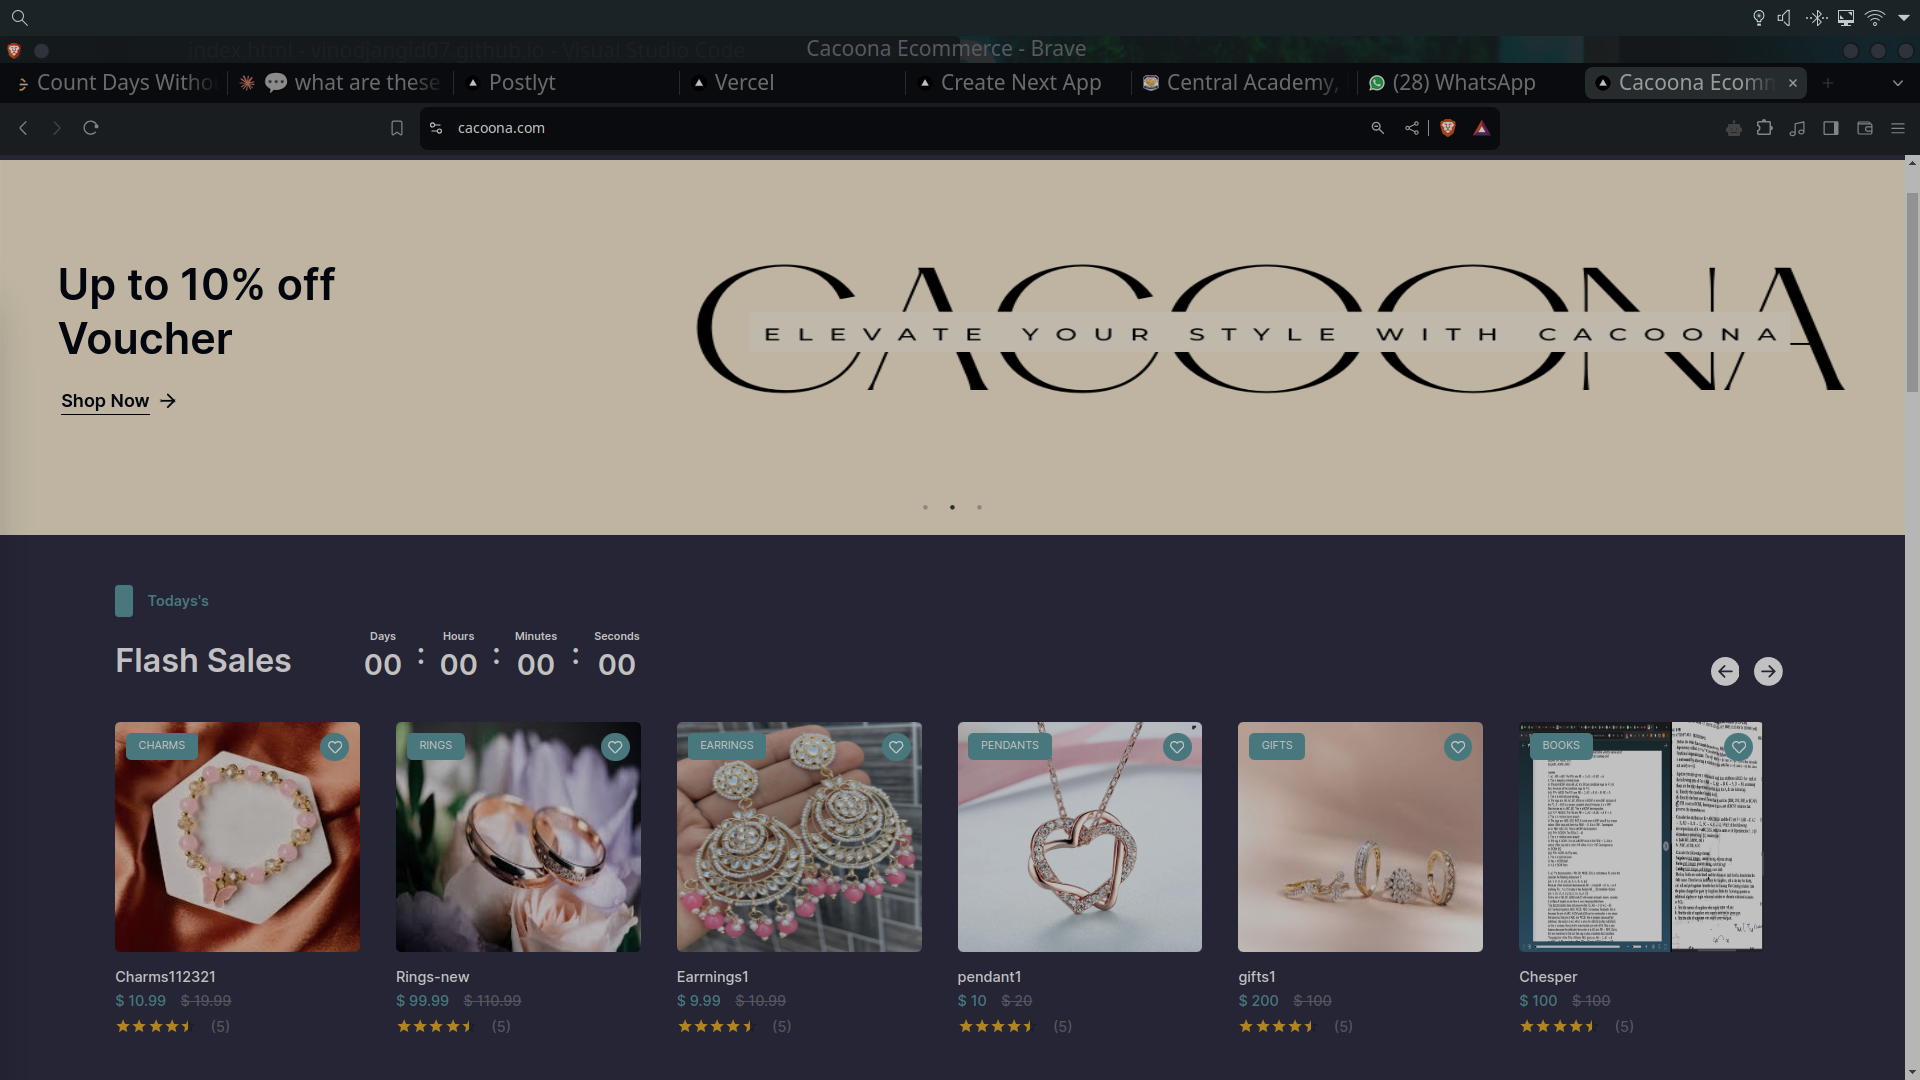 index.html - vinodjangid07.github.io - Visual Studio Code
Cacoona Ecommerce - Brave
Count Days Witho
💬 what are these
Postlyt
Vercel
Create Next App
Central Academy,
(28) WhatsApp
Cacoona Ecomm
cacoona.com
Up to 10% off
Voucher
Shop Now
CACOONA
ELEVATE YOUR STYLE WITH CACOONA
Todays's
Flash Sales
Days
Hours
Minutes
Seconds
00 : 00 : 00 : 00
CHARMS
RINGS
EARRINGS
PENDANTS
GIFTS
BOOKS
Charms112321
$ 10.99 $ 19.99
(5)
Rings-new
$ 99.99 $ 110.99
(5)
Earrnings1
$ 9.99 $ 10.99
(5)
pendant1
$ 10 $ 20
(5)
gifts1
$ 200 $ 100
(5)
Chesper
$ 100 $ 100
(5)